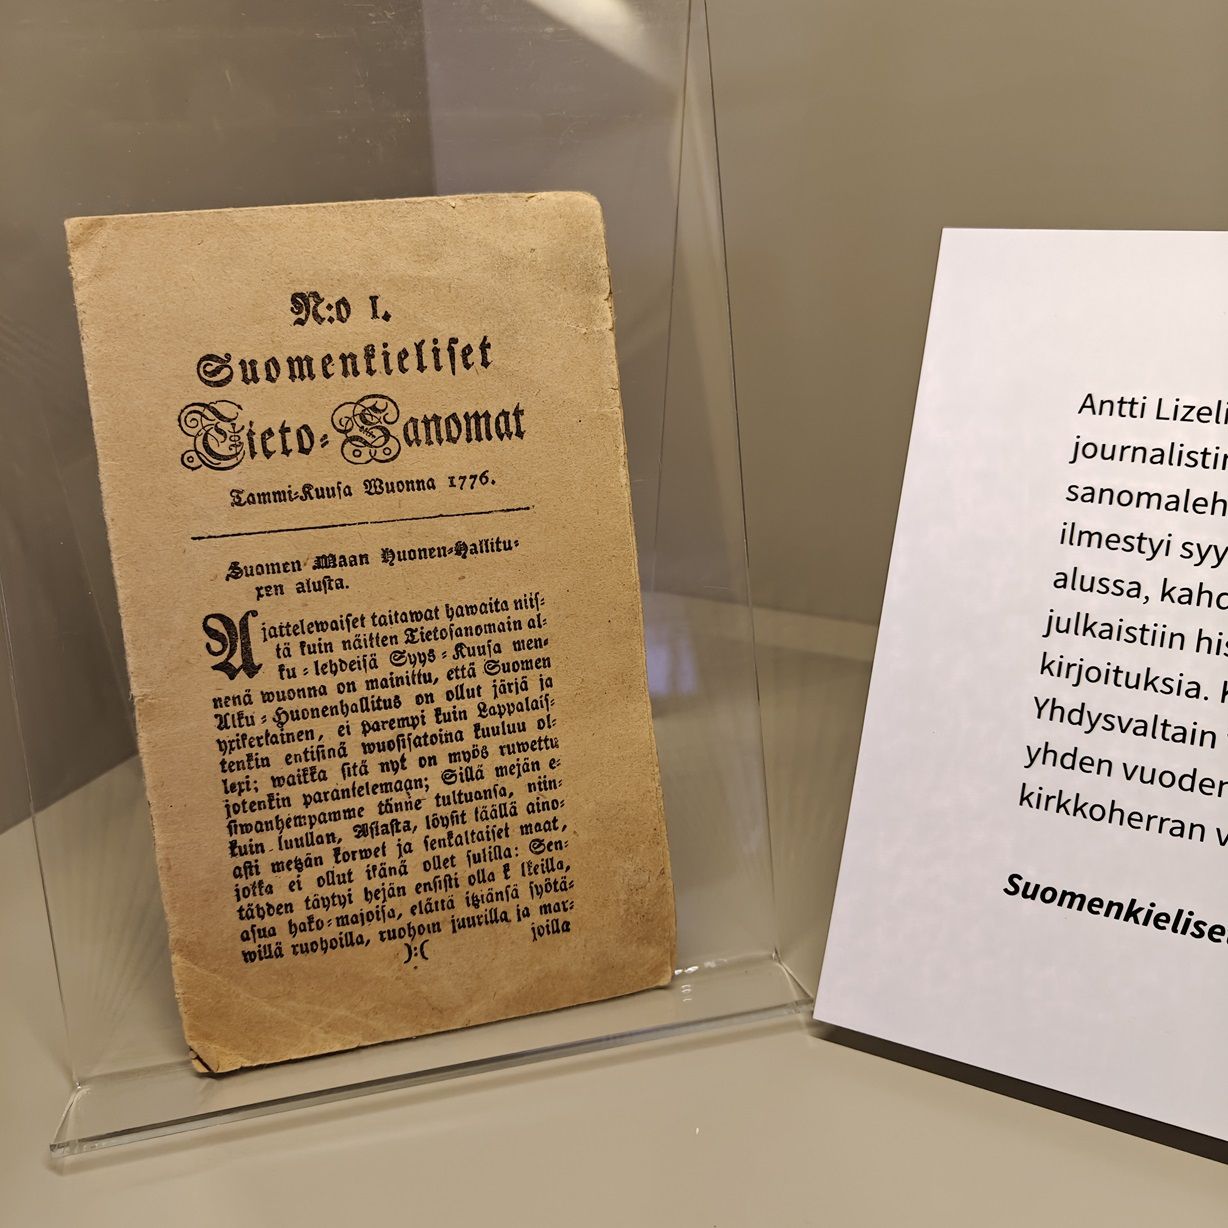 N:o 1.
Suomenkieliset
Tieto-Sanomat
Tammi-Kuusa Wuonna 1776.
Suomen Maan Huonen-Hallitu-
xen alusta.
Ajattelewaiset taitawat hawaita niis-
tä kuin näitten Tietosanomain al-
ku-lehdeisä Syys-Kuusa men-
nenä wuonna on mainittu, että Suomen
Alku-Huonenhallitus on ollut järjä ja
yxikertainen, ei parempi kuin Lappalais-
tenkin entisinä wuosisatoina kuuluu ol-
lexi; waikka sitä nyt on myös ruwettu
jotenkin parantelemaan; Sillä mejän e-
siwanhempamme tänne tultuansa, niin-
kuin luullan, Asiasta, löysit täällä aino-
asti metzän korwet ja senkaltaiset maat,
jotka ei ollut ikänä ollet sulilla: Sen-
tähden täytyi hejän ensisti olla k lkeilla,
asua hako-majoisa, elättä itziänsä syötä-
willä ruohoilla, ruohoin juurilla ja mar-
):( joilla
Antti Lizeli
journalistin
sanomaleh
ilmestyi syy
alussa, kahd
julkaistiin his
kirjoituksia. K
Yhdysvaltain
yhden vuoden
kirkkoherran v
Suomenkieliset